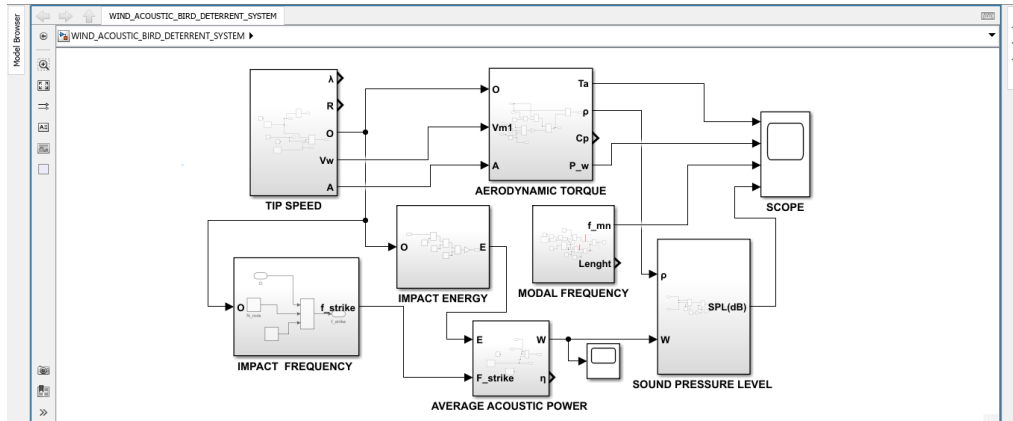 WIND_ACOUSTIC_BIRD_DETERRENT_SYSTEM
Model Browser
WIND_ACOUSTIC_BIRD_DETERRENT_SYSTEM
λ
R
O
Vw
A
TIP SPEED
O
Vm1
A
Ta
ρ
Cp
P_w
AERODYNAMIC TORQUE
SCOPE
f_mn
Lenght
MODAL FREQUENCY
O
E
IMPACT ENERGY
O
f_strike
f_strike
IMPACT FREQUENCY
ρ
W
SPL(dB)
SOUND PRESSURE LEVEL
E
F_strike
W
η
AVERAGE ACOUSTIC POWER